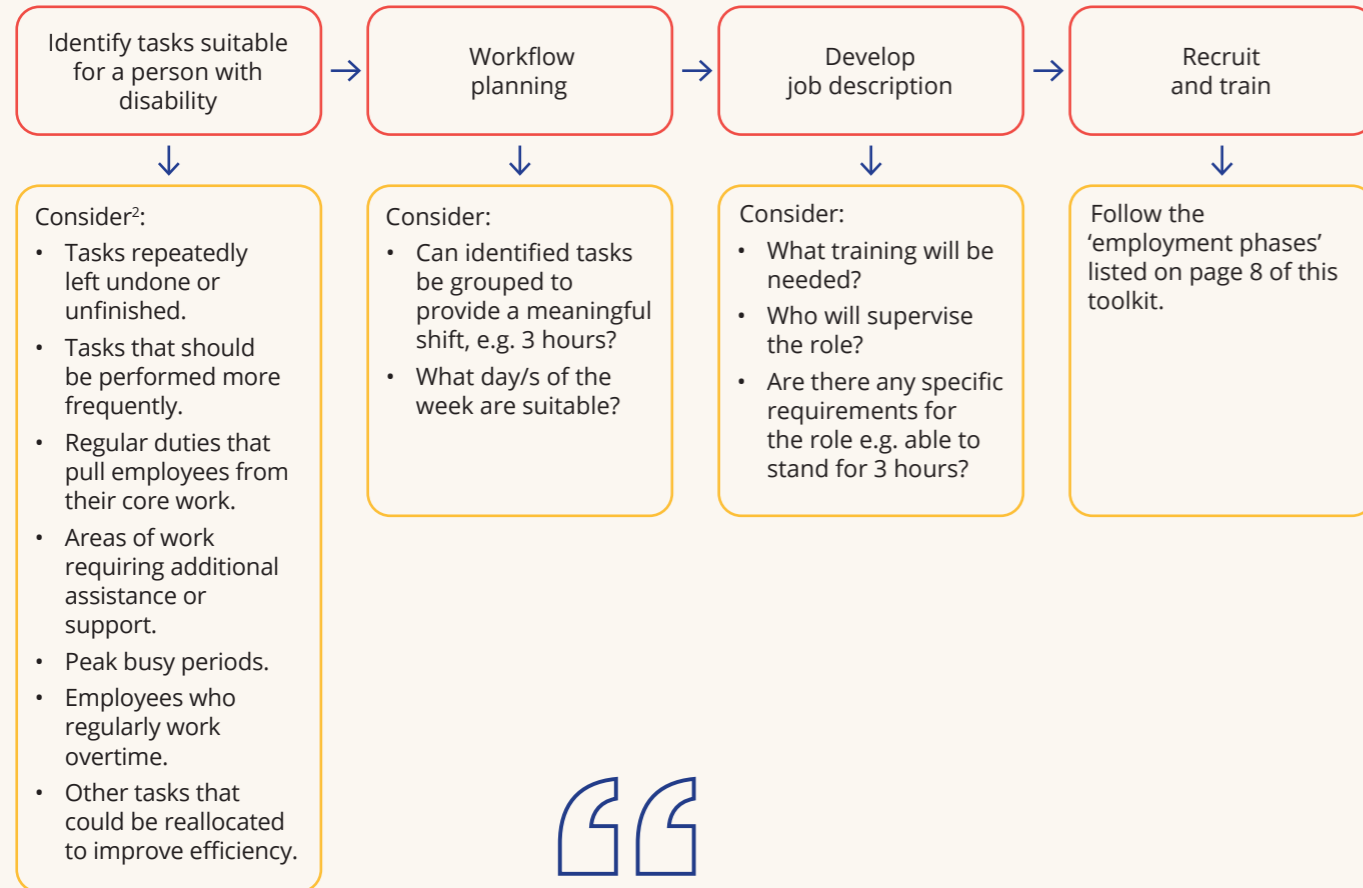 Identify tasks suitable
for a person with
disability
Workflow
planning
Develop
job description
Recruit
and train
Consider²:
• Tasks repeatedly
left undone or
unfinished.
• Tasks that should
be performed more
frequently.
• Regular duties that
pull employees from
their core work.
• Areas of work
requiring additional
assistance or
support.
• Peak busy periods.
• Employees who
regularly work
overtime.
• Other tasks that
could be reallocated
to improve efficiency.
Consider:
• Can identified tasks
be grouped to
provide a meaningful
shift, e.g. 3 hours?
• What day/s of the
week are suitable?
Consider:
• What training will be
needed?
• Who will supervise
the role?
• Are there any specific
requirements for
the role e.g. able to
stand for 3 hours?
Follow the
‘employment phases’
listed on page 8 of this
toolkit.